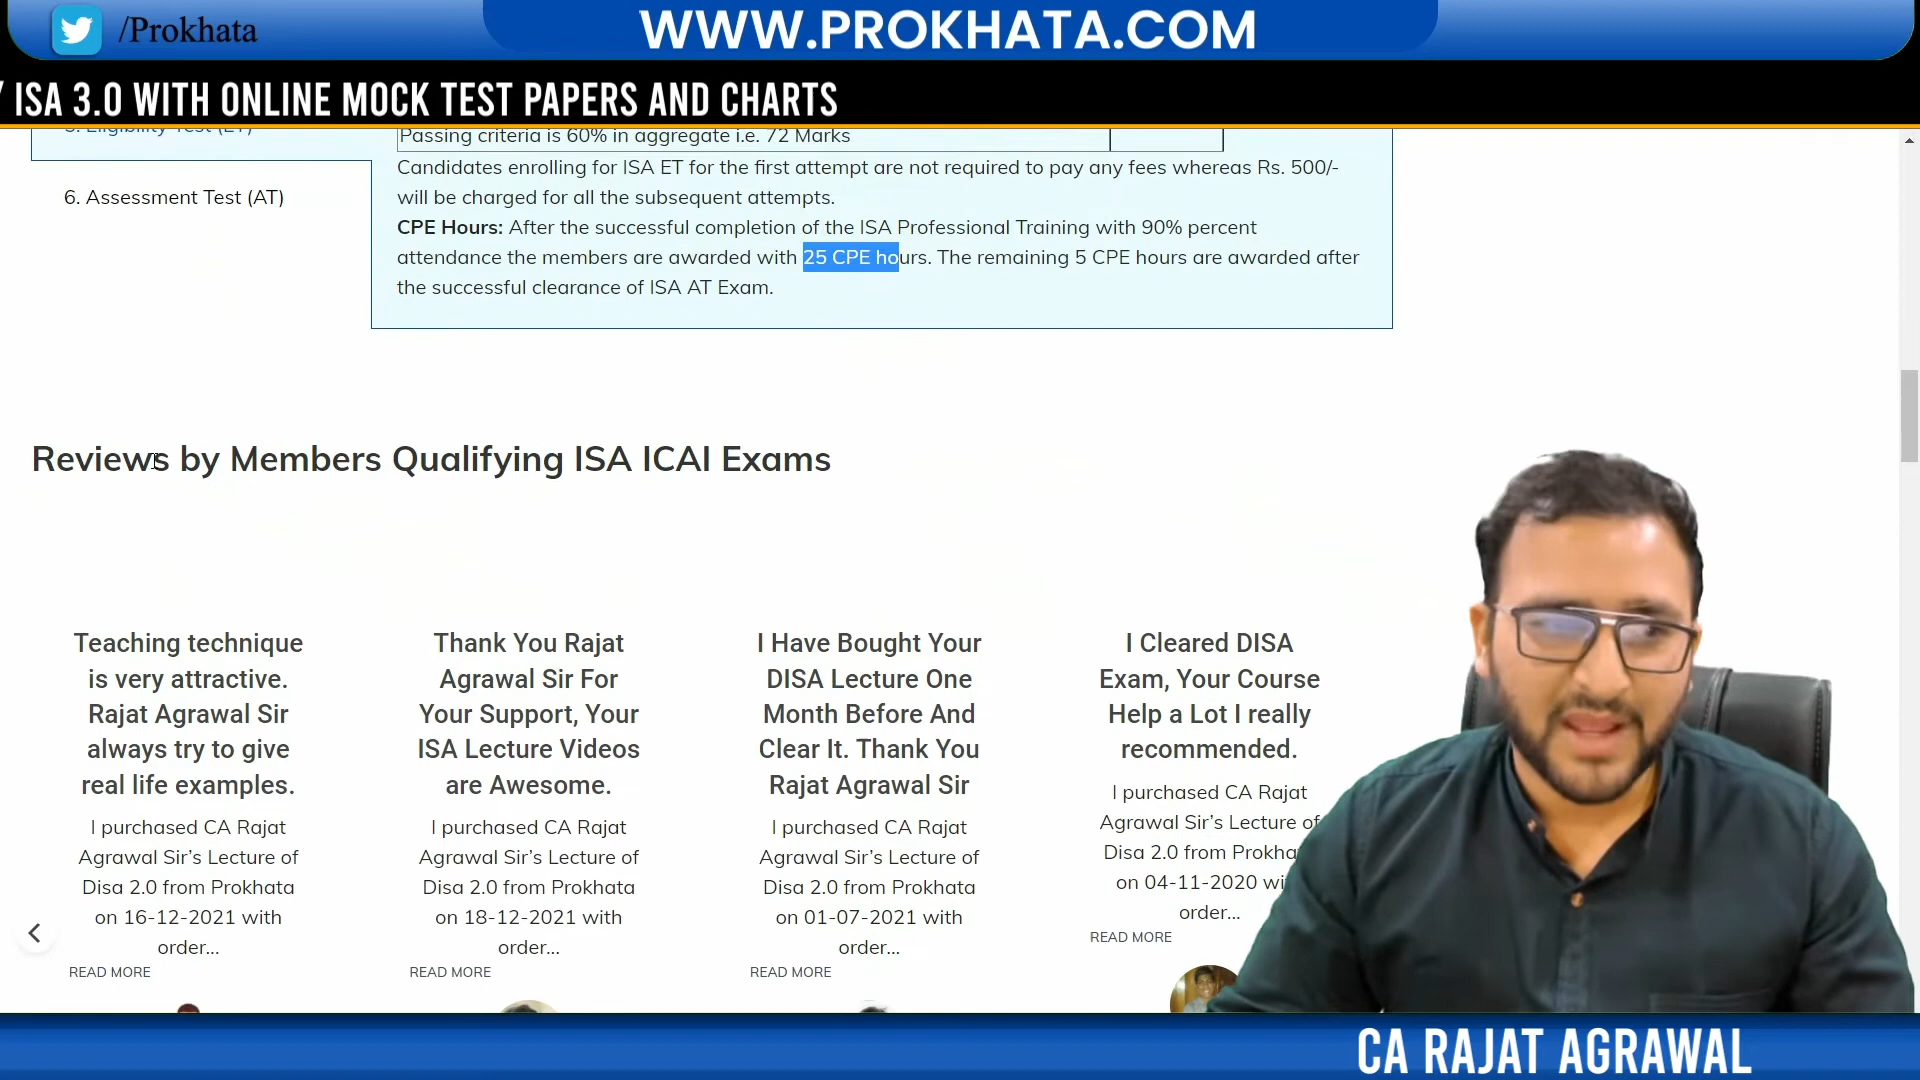 /Prokhata
WWW.PROKHATA.COM
ISA 3.0 WITH ONLINE MOCK TEST PAPERS AND CHARTS
5. Eligibility Test (ET)
6. Assessment Test (AT)
Passing criteria is 60% in aggregate i.e. 72 Marks
Candidates enrolling for ISA ET for the first attempt are not required to pay any fees whereas Rs. 500/-
will be charged for all the subsequent attempts.
CPE Hours: After the successful completion of the ISA Professional Training with 90% percent
attendance the members are awarded with 25 CPE hours. The remaining 5 CPE hours are awarded after
the successful clearance of ISA AT Exam.
Reviews by Members Qualifying ISA ICAI Exams
Teaching technique
is very attractive.
Rajat Agrawal Sir
always try to give
real life examples.
I purchased CA Rajat
Agrawal Sir’s Lecture of
Disa 2.0 from Prokhata
on 16-12-2021 with
order...
READ MORE
Thank You Rajat
Agrawal Sir For
Your Support, Your
ISA Lecture Videos
are Awesome.
I purchased CA Rajat
Agrawal Sir’s Lecture of
Disa 2.0 from Prokhata
on 18-12-2021 with
order...
READ MORE
I Have Bought Your
DISA Lecture One
Month Before And
Clear It. Thank You
Rajat Agrawal Sir
I purchased CA Rajat
Agrawal Sir’s Lecture of
Disa 2.0 from Prokhata
on 01-07-2021 with
order...
READ MORE
I Cleared DISA
Exam, Your Course
Help a Lot I really
recommended.
I purchased CA Rajat
Agrawal Sir’s Lecture of
Disa 2.0 from Prokha
on 04-11-2020 wi
order...
READ MORE
CA RAJAT AGRAWAL